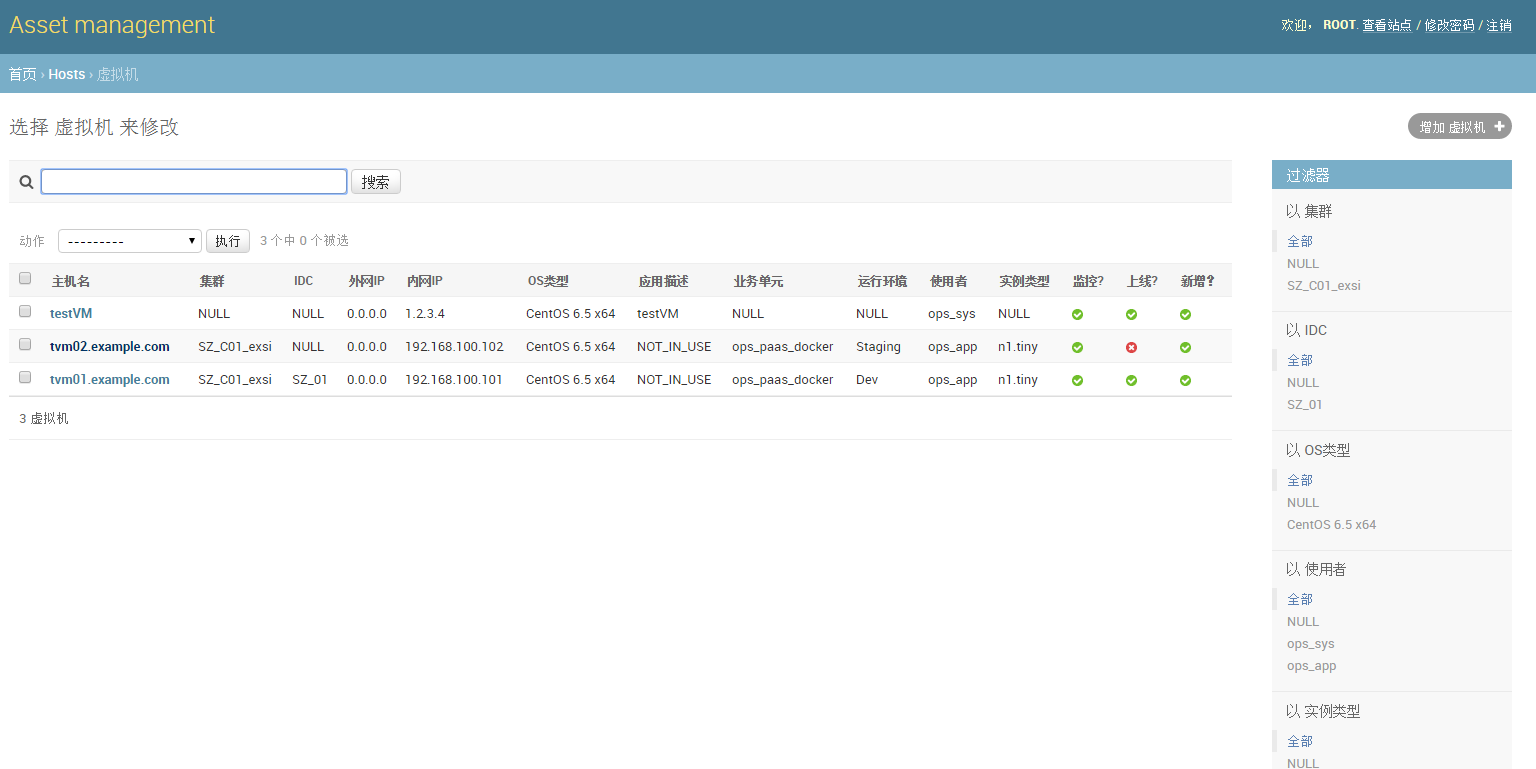 Asset management
欢迎， ROOT. 查看站点 / 修改密码 / 注销
首页 › Hosts › 虚拟机
选择 虚拟机 来修改
增加 虚拟机
搜索
动作 --------- 执行 3 个中 0 个被选
主机名 集群 IDC 外网IP 内网IP OS类型 应用描述 业务单元 运行环境 使用者 实例类型 监控? 上线? 新增?
testVM NULL NULL 0.0.0.0 1.2.3.4 CentOS 6.5 x64 testVM NULL NULL ops_sys NULL
tvm02.example.com SZ_C01_exsi NULL 0.0.0.0 192.168.100.102 CentOS 6.5 x64 NOT_IN_USE ops_paas_docker Staging ops_app n1.tiny
tvm01.example.com SZ_C01_exsi SZ_01 0.0.0.0 192.168.100.101 CentOS 6.5 x64 NOT_IN_USE ops_paas_docker Dev ops_app n1.tiny
3 虚拟机
过滤器
以 集群
全部
NULL
SZ_C01_exsi
以 IDC
全部
NULL
SZ_01
以 OS类型
全部
NULL
CentOS 6.5 x64
以 使用者
全部
NULL
ops_sys
ops_app
以 实例类型
全部
NULL